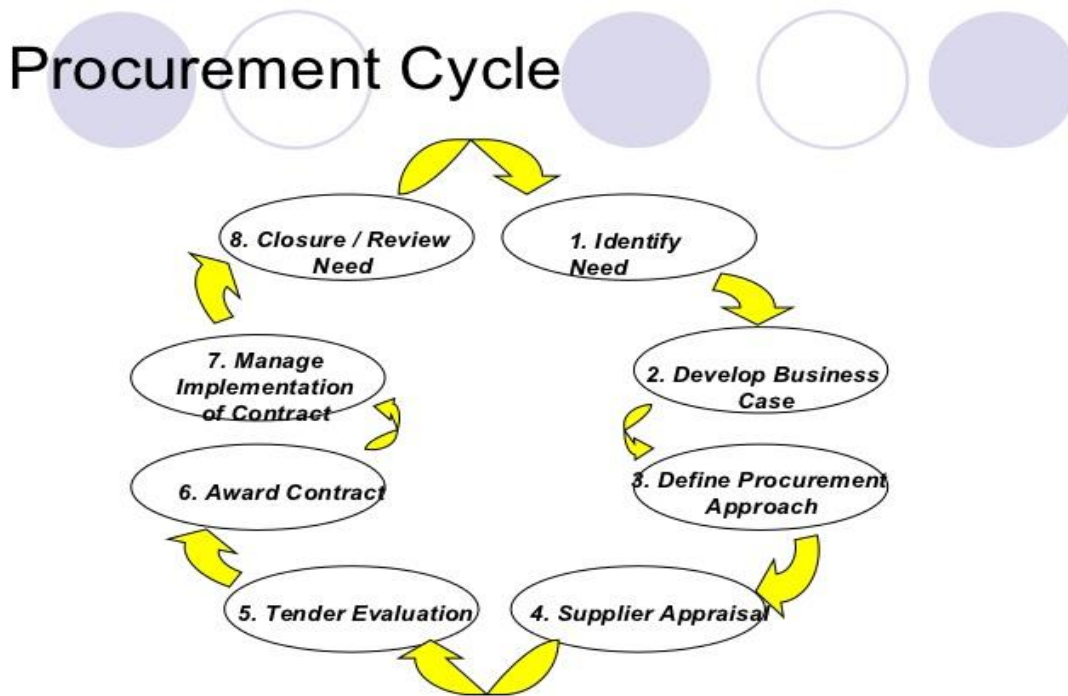 Procurement Cycle
1. Identify
Need
2. Develop Business
Case
3. Define Procurement
Approach
4. Supplier Appraisal
5. Tender Evaluation
6. Award Contract
7. Manage
Implementation
of Contract
8. Closure / Review
Need